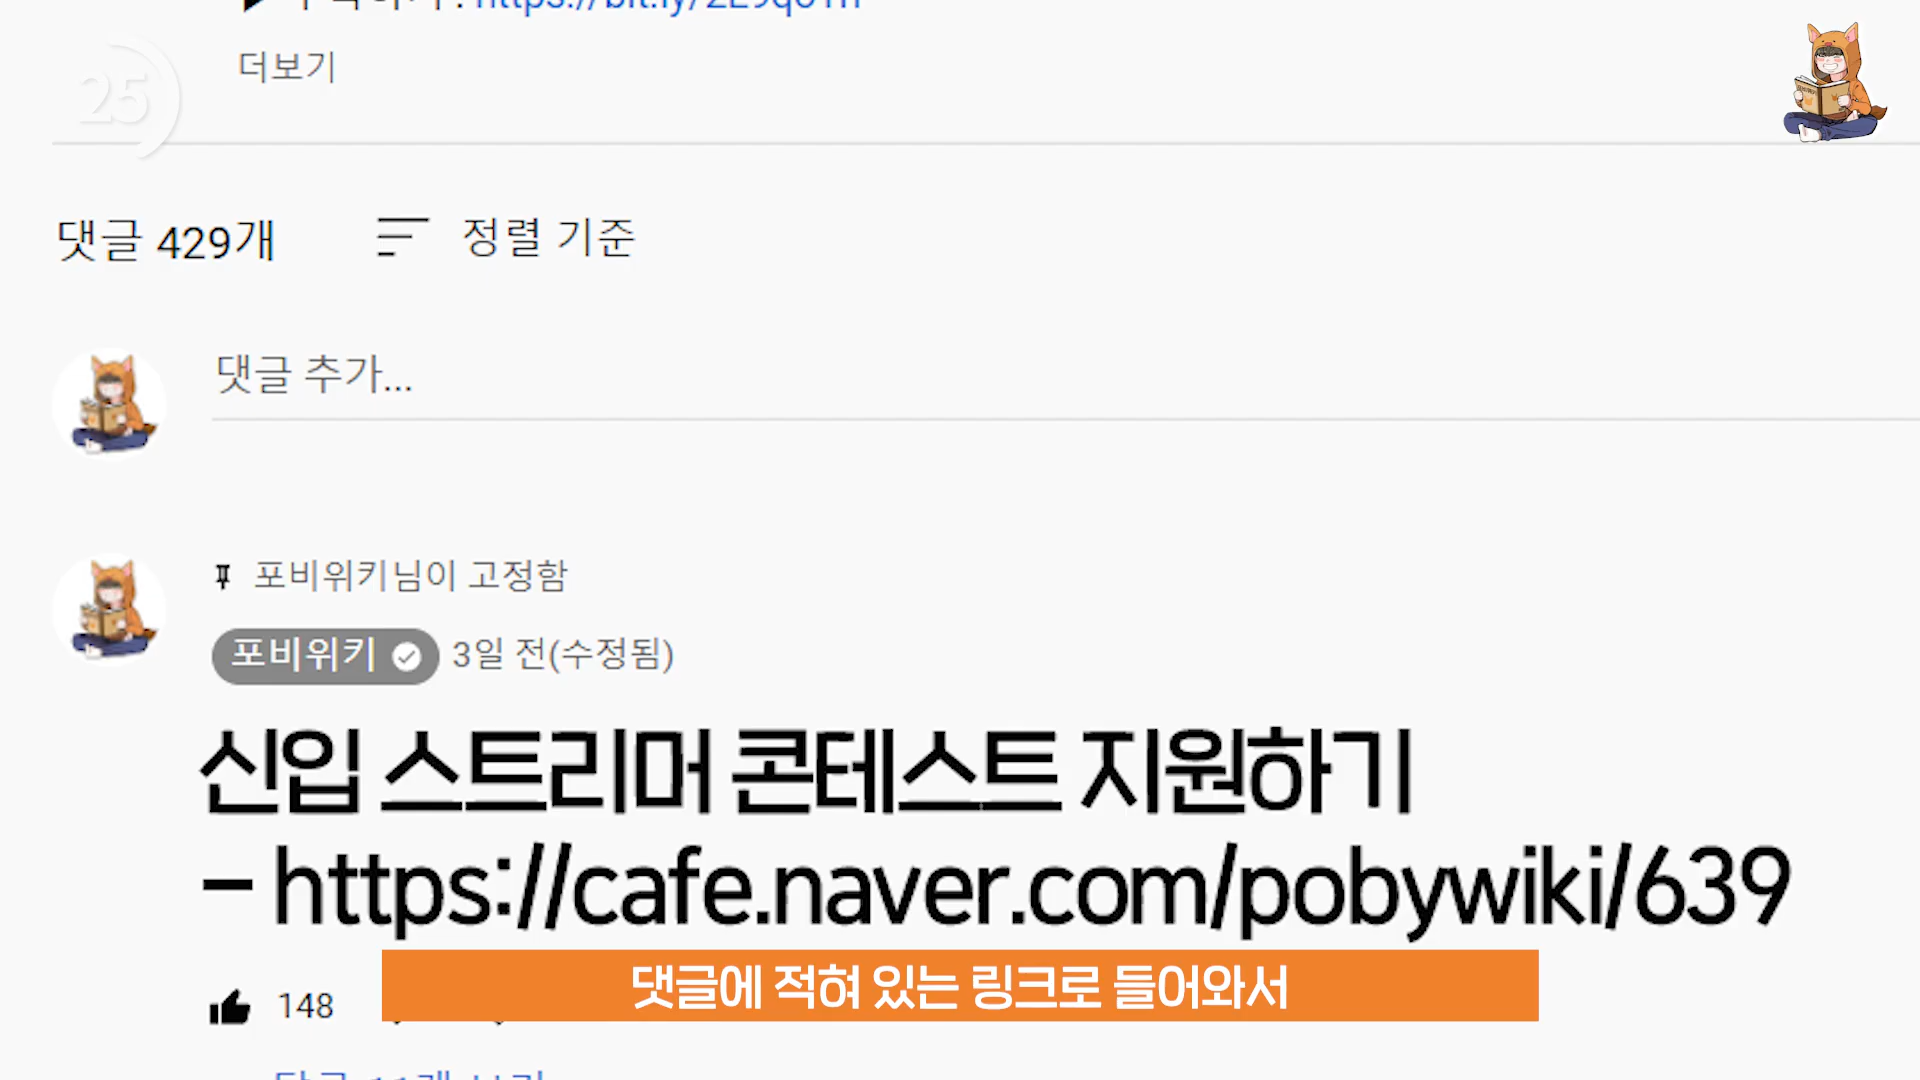 더보기
25
댓글 429개
정렬 기준
댓글 추가...
포비위키님이 고정함
포비위키
3일 전(수정됨)
신입 스트리머 콘테스트 지원하기
- https://cafe.naver.com/pobywiki/639
댓글에 적혀 있는 링크로 들어와서
148